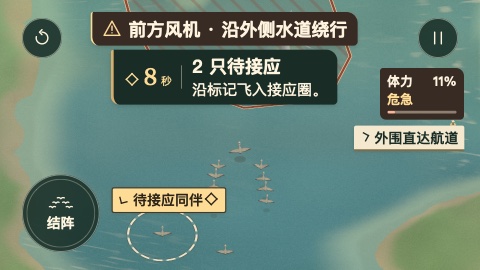 前方风机 · 沿外侧水道绕行
8 秒
2 只待接应
沿标记飞入接应圈。
体力 11%
危急
外围直达航道
待接应同伴
结阵